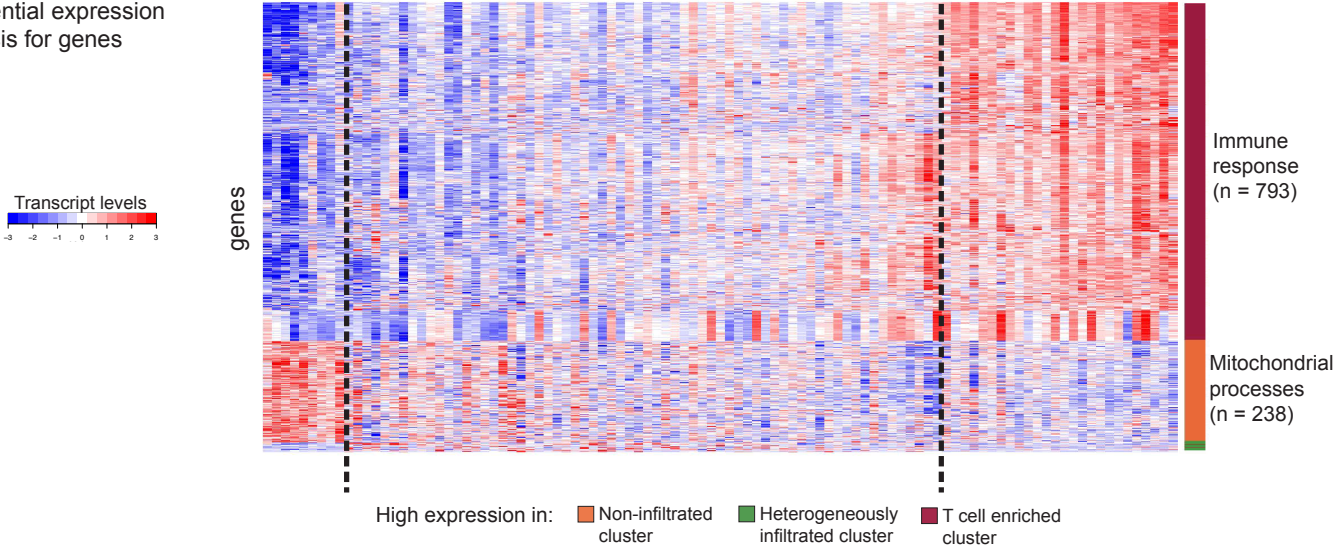 ential expression
is for genes
Transcript levels
-3 -2 -1 0 1 2 3
genes
Immune
response
(n = 793)
Mitochondrial
processes
(n = 238)
High expression in:
Non-infiltrated
cluster
Heterogeneously
infiltrated cluster
T cell enriched
cluster